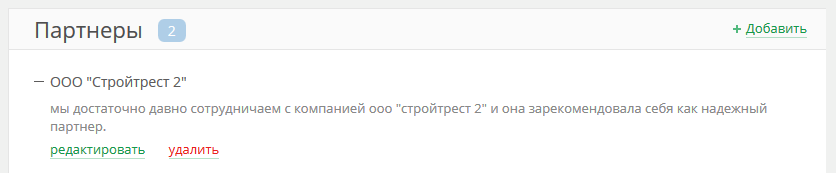 Партнеры 2
+ Добавить
— ООО "Стройтрест 2"
мы достаточно давно сотрудничаем с компанией ооо "стройтрест 2" и она зарекомендовала себя как надежный
партнер.
редактировать удалить